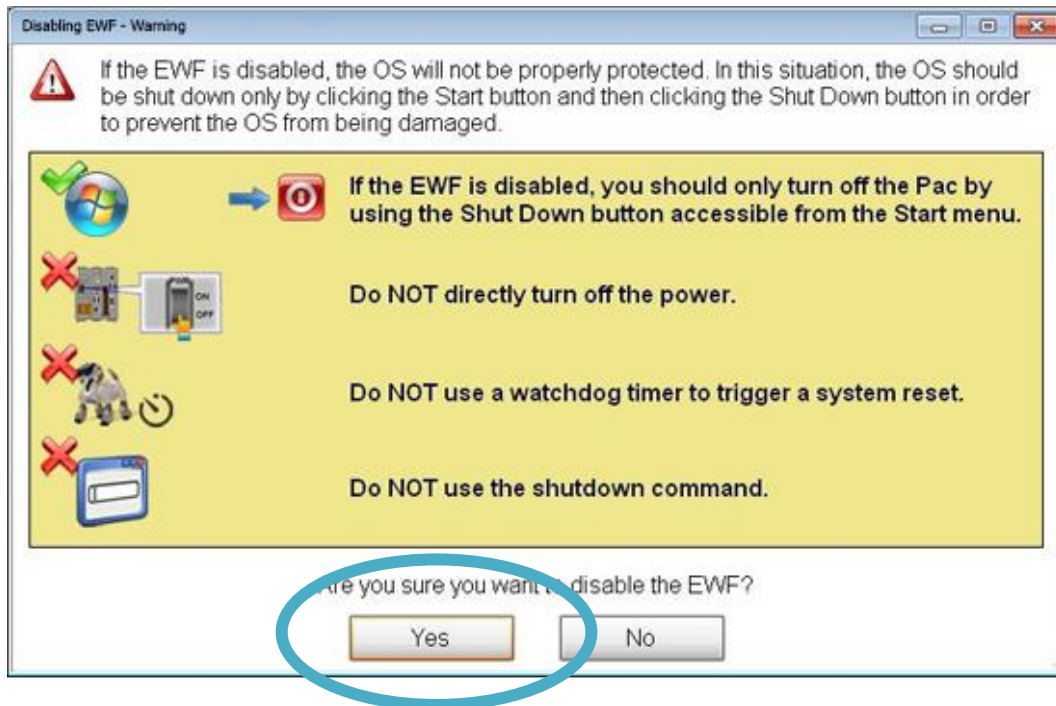 Disabling EWF - Warning
If the EWF is disabled, the OS will not be properly protected. In this situation, the OS should
be shut down only by clicking the Start button and then clicking the Shut Down button in order
to prevent the OS from being damaged.
If the EWF is disabled, you should only turn off the Pac by
using the Shut Down button accessible from the Start menu.
ON
OFF
Do NOT directly turn off the power.
Do NOT use a watchdog timer to trigger a system reset.
Do NOT use the shutdown command.
Are you sure you want to disable the EWF?
Yes No